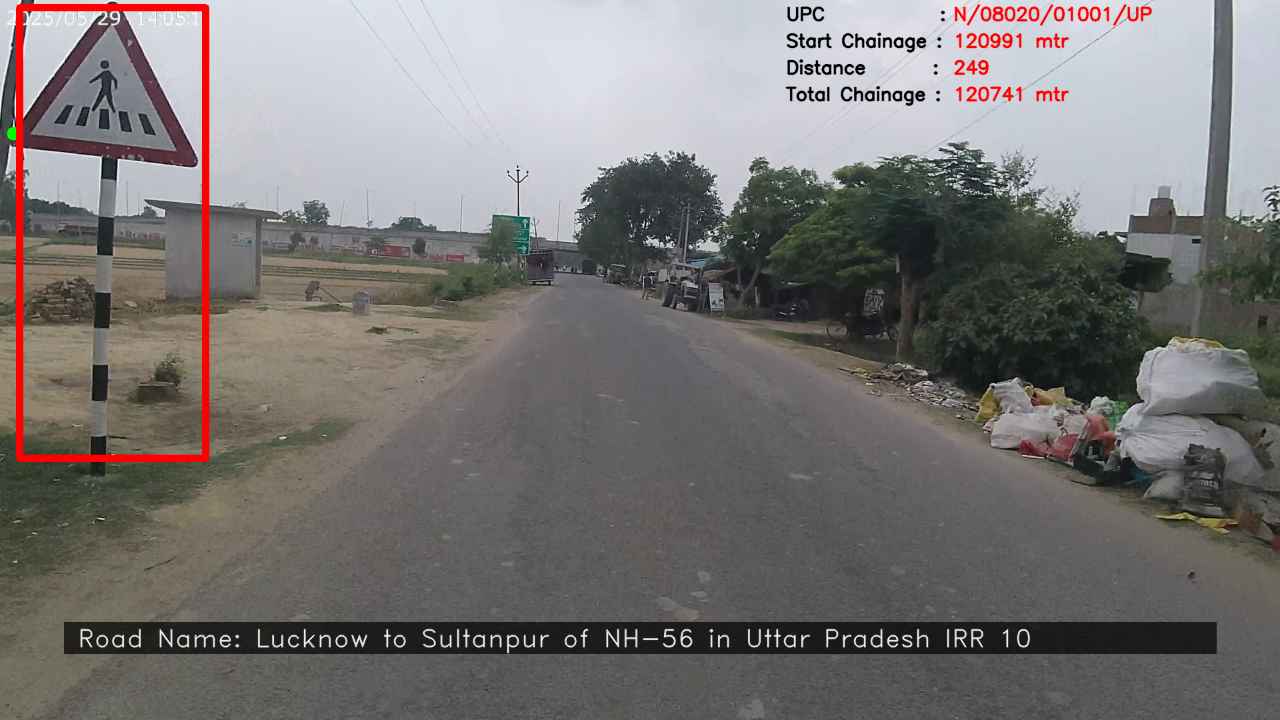 2025/05/29 14:05:1
UPC : N/08020/01001/UP
Start Chainage : 120991 mtr
Distance : 249
Total Chainage : 120741 mtr
Road Name: Lucknow to Sultanpur of NH-56 in Uttar Pradesh IRR 10